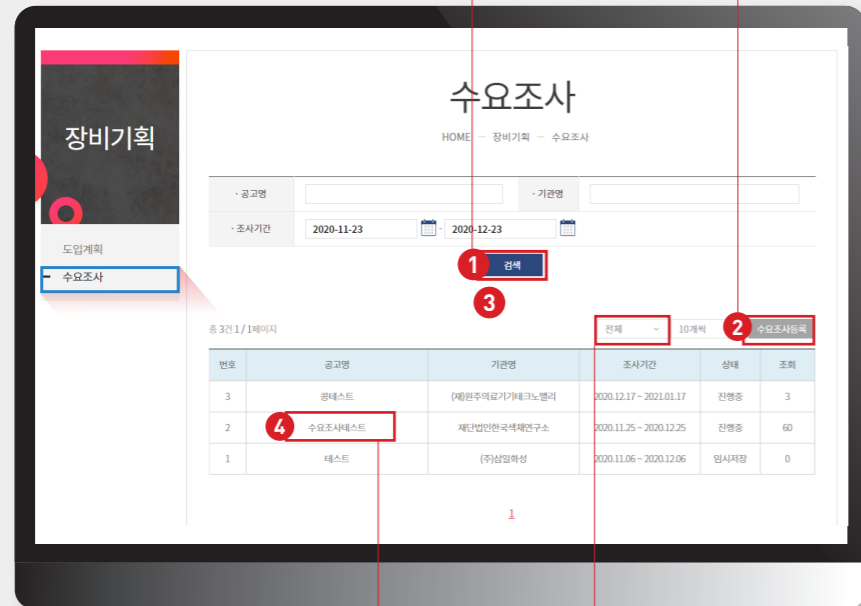 장비기획
도입계획
수요조사
수요조사
HOME — 장비기획 — 수요조사
· 공고명
· 기관명
· 조사기간 2020-11-23 - 2020-12-23
1 검색
3
총 3건 1 / 1페이지
전체 10개씩 2 수요조사등록
번호 공고명 기관명 조사기간 상태 조회
3 콩테스트 (재)원주의료기기테크노밸리 2020.12.17 ~ 2021.01.17 진행중 3
2 4 수요조사테스트 재단법인한국색채연구소 2020.11.25 ~ 2020.12.25 진행중 60
1 테스트 (주)삼일화성 2020.11.06 ~ 2020.12.06 임시저장 0
1